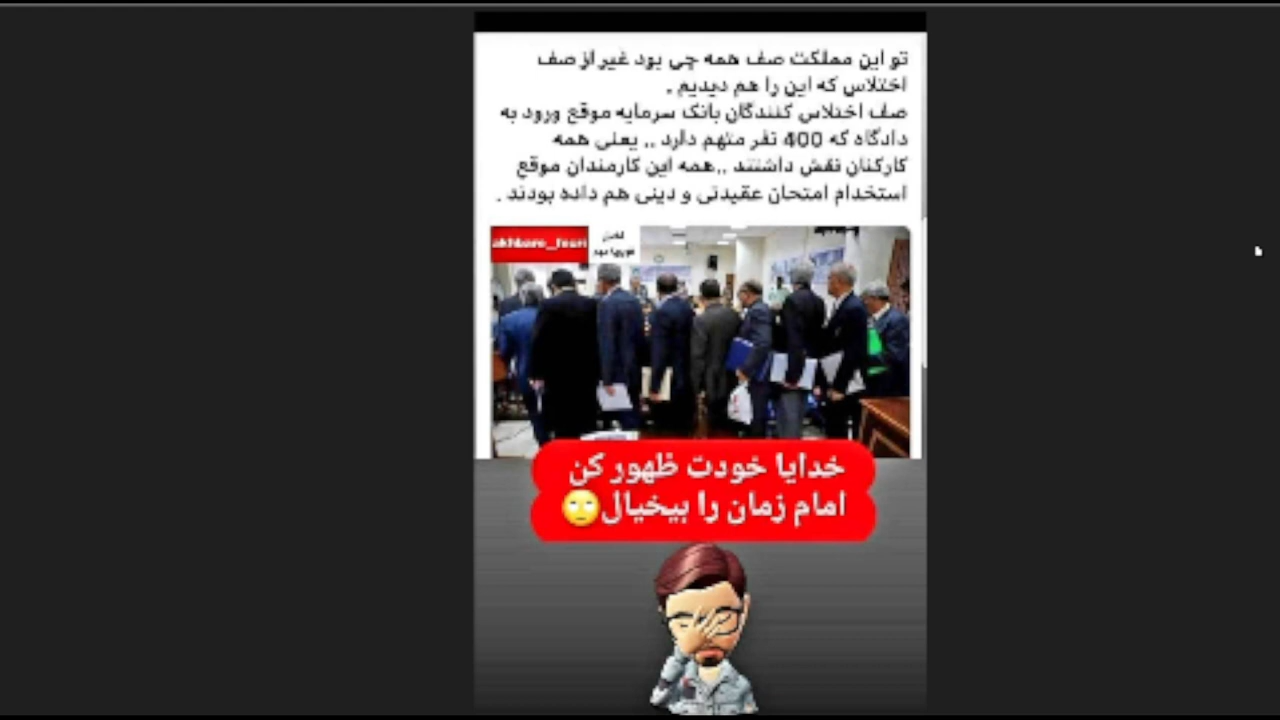 تو این مملکت صف همه چی بود غیر از صف
اختلاس که این را هم دیدیم .
صف اختلاس کنندگان بانک سرمایه موقع ورود به
دادگاه که 400 نفر متهم دارد .. یعنی همه
کارکنان نقش داشتند ..همه این کارمندان موقع
استخدام امتحان عقیدتی و دینی هم داده بودند .
خدایا خودت ظهور کن
امام زمان را بیخیال🙄